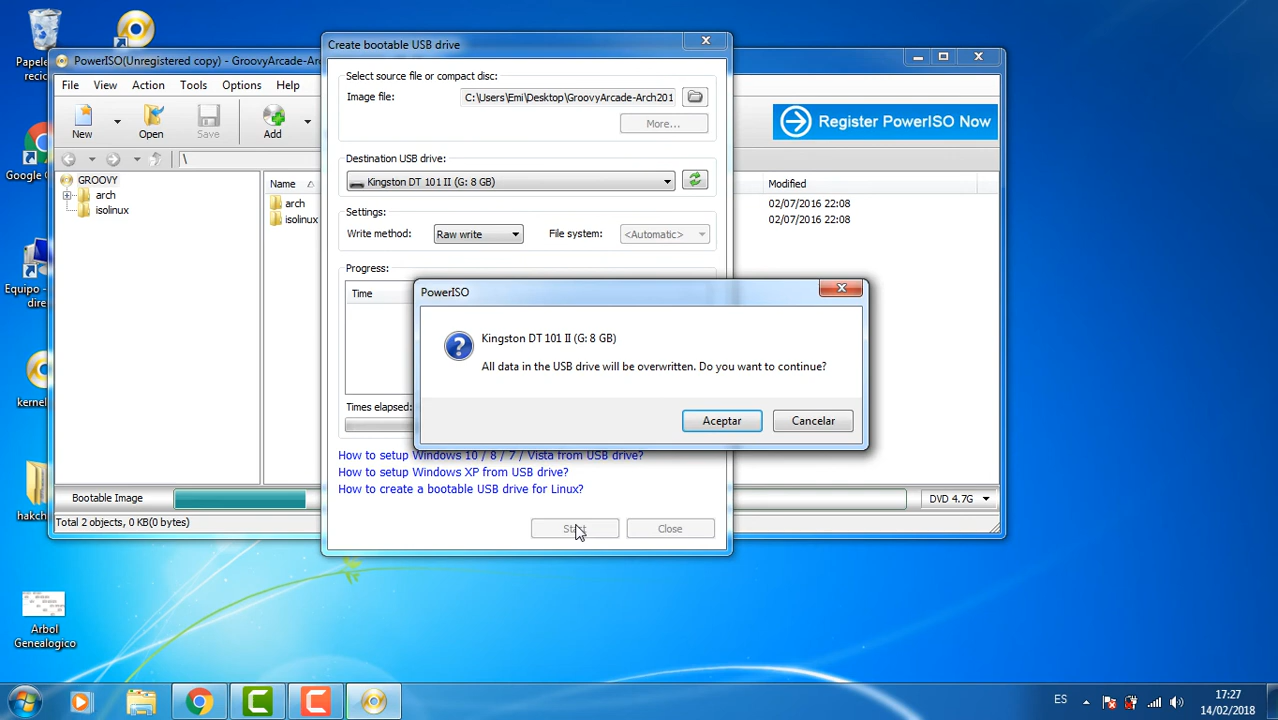 Papele
recic
Google C
Equipo -
dire
kerne
hakchi
Arbol
Genealogico
PowerISO(Unregistered copy) - GroovyArcade-Ar
File View Action Tools Options Help
New Open Save Add
Register PowerISO Now
\
GROOVY
arch
isolinux
Name Modified
arch 02/07/2016 22:08
isolinux 02/07/2016 22:08
Bootable Image DVD 4.7G
Total 2 objects, 0 KB(0 bytes)
Create bootable USB drive
Select source file or compact disc:
Image file: C:\Users\Emi\Desktop\GroovyArcade-Arch201
More...
Destination USB drive:
Kingston DT 101 II (G: 8 GB)
Settings:
Write method: Raw write File system: <Automatic>
Progress:
Time
Times elapsed:
How to setup Windows 10 / 8 / 7 / Vista from USB drive?
How to setup Windows XP from USB drive?
How to create a bootable USB drive for Linux?
Start Close
PowerISO
Kingston DT 101 II (G: 8 GB)
All data in the USB drive will be overwritten. Do you want to continue?
Aceptar Cancelar
ES
17:27
14/02/2018